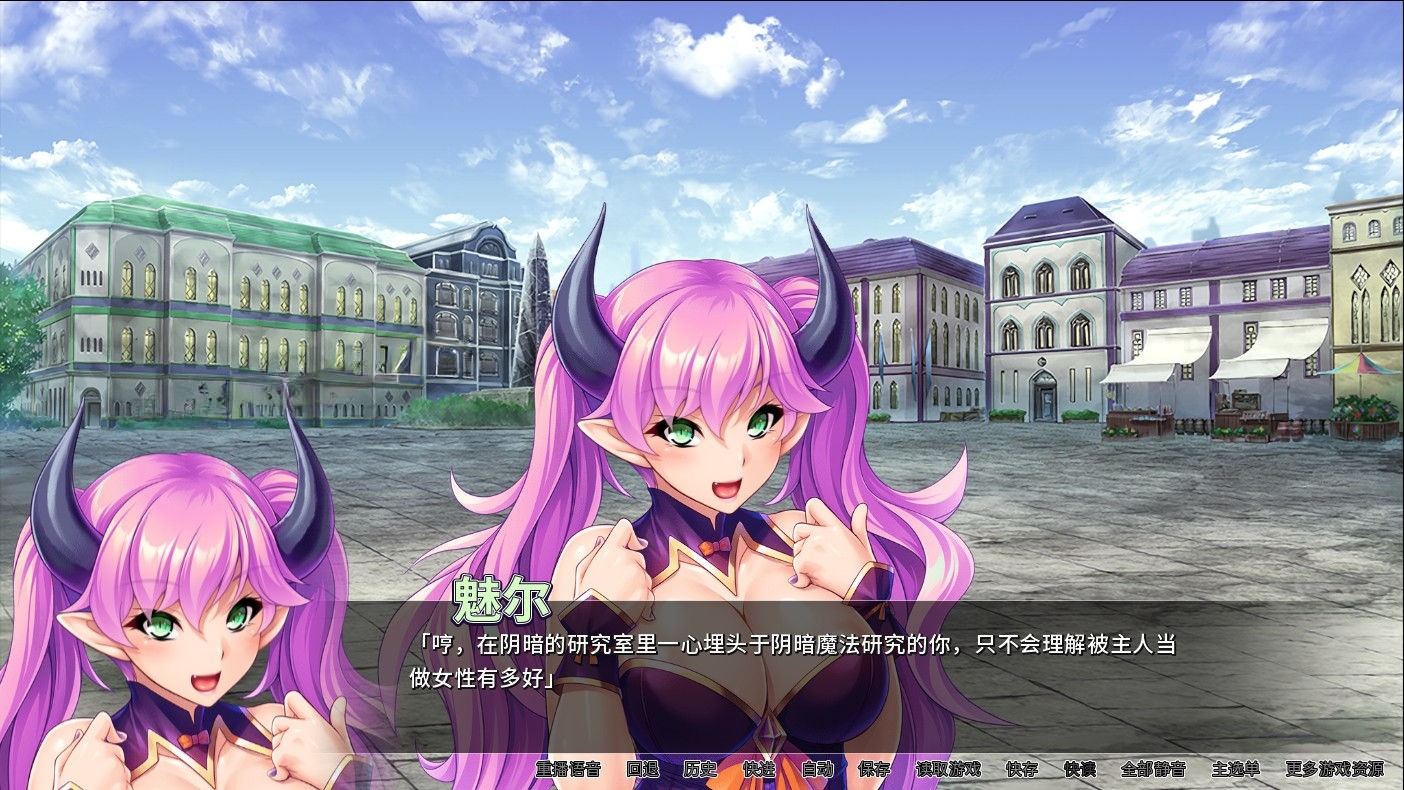 魅尔
「哼，在阴暗的研究室里一心埋头于阴暗魔法研究的你，只不会理解被主人当
做女性有多好」
重播语音 回退 历史 快进 自动 保存 读取游戏 快存 快读 全部静音 主选单 更多游戏资源